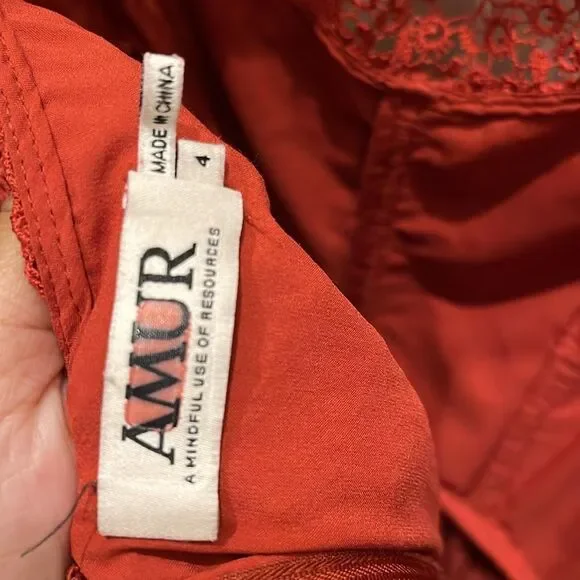 MADE IN CHINA
4
AMUR
A MINDFUL USE OF RESOURCES